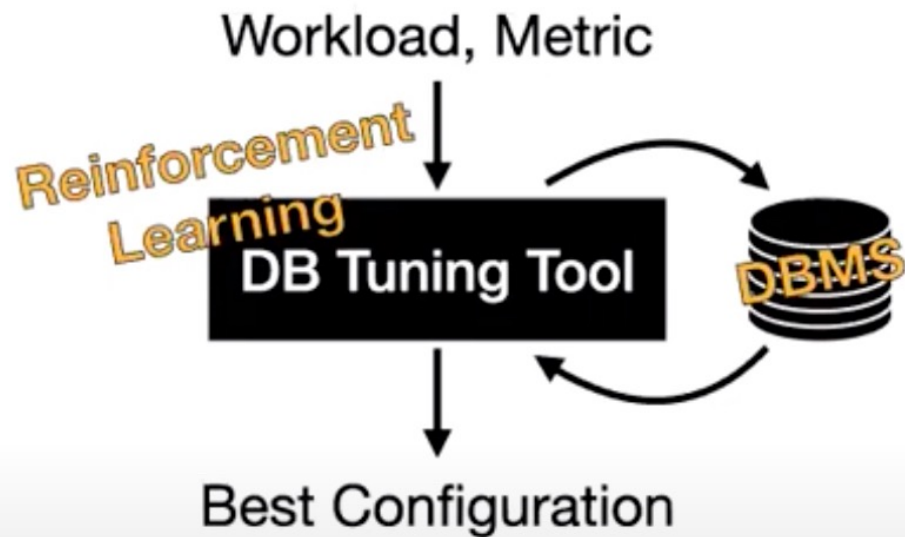 Workload, Metric
Reinforcement
Learning
DB Tuning Tool
DBMS
Best Configuration